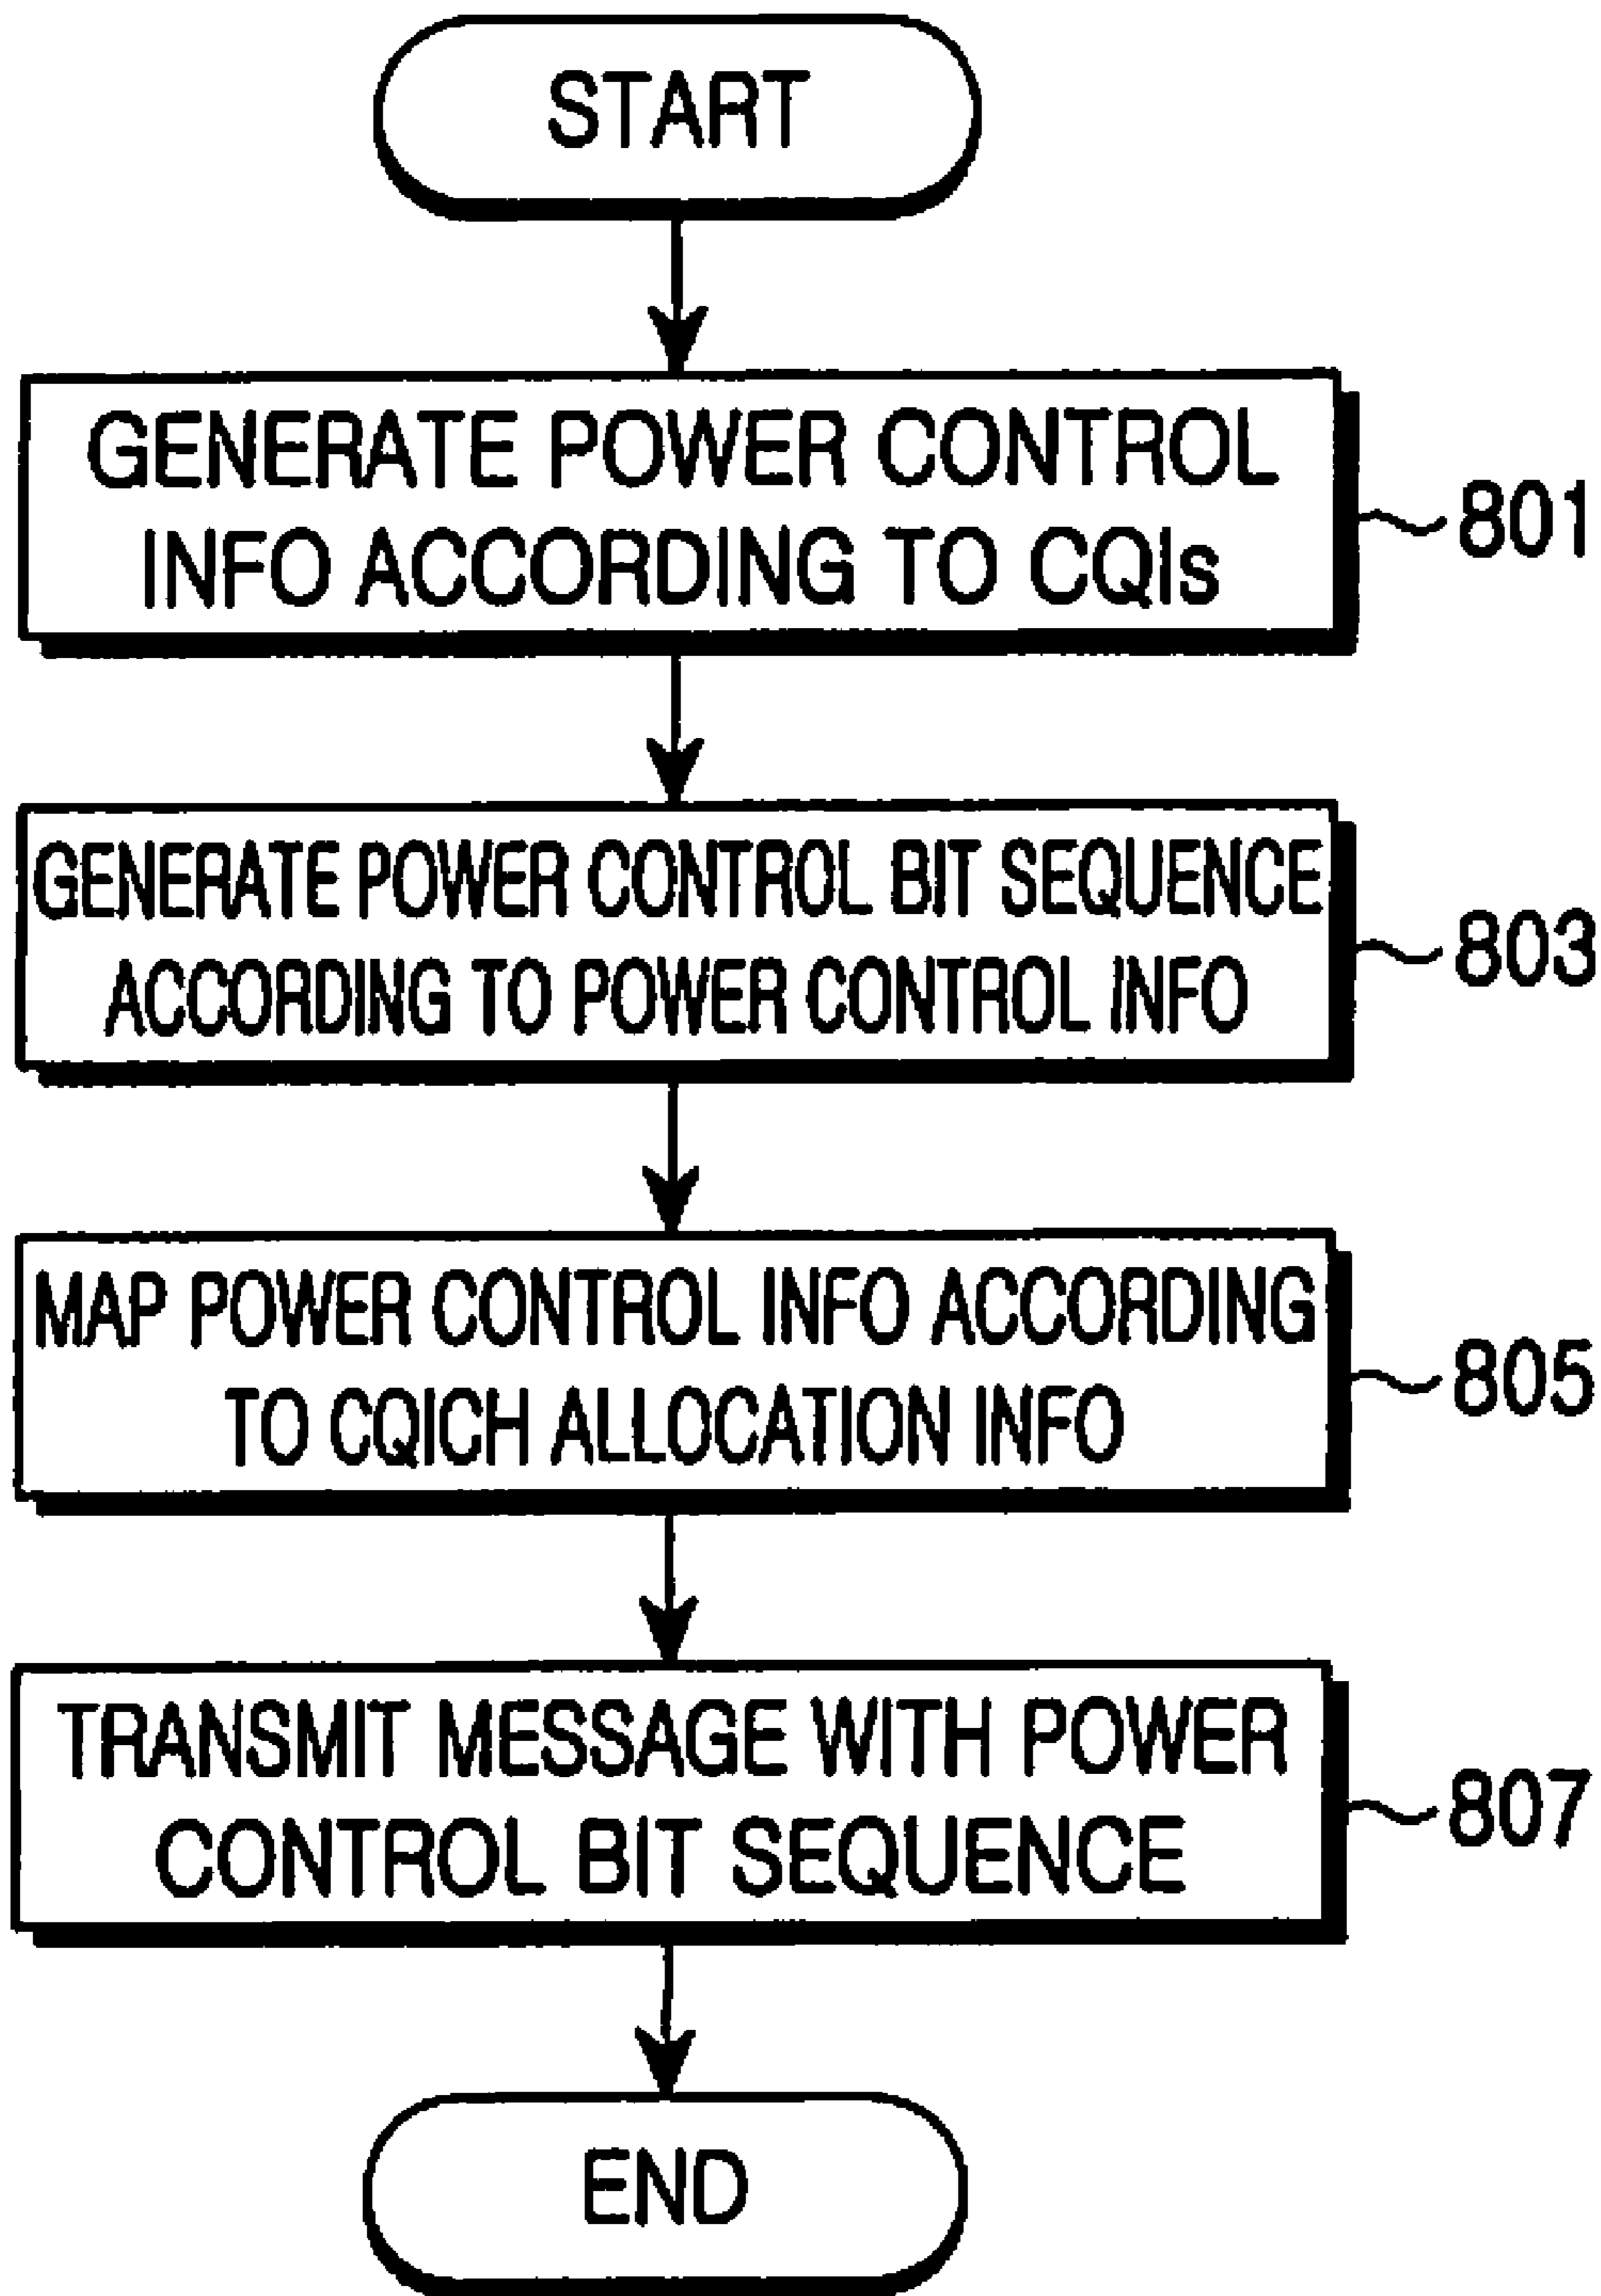 START
GENERATE POWER CONTROL
INFO ACCORDING TO CQIs
801
GENERATE POWER CONTROL BIT SEQUENCE
ACCORDING TO POWER CONTROL INFO
803
MAP POWER CONTROL INFO ACCORDING
TO CQICH ALLOCATION INFO
805
TRANSMIT MESSAGE WITH POWER
CONTROL BIT SEQUENCE
807
END